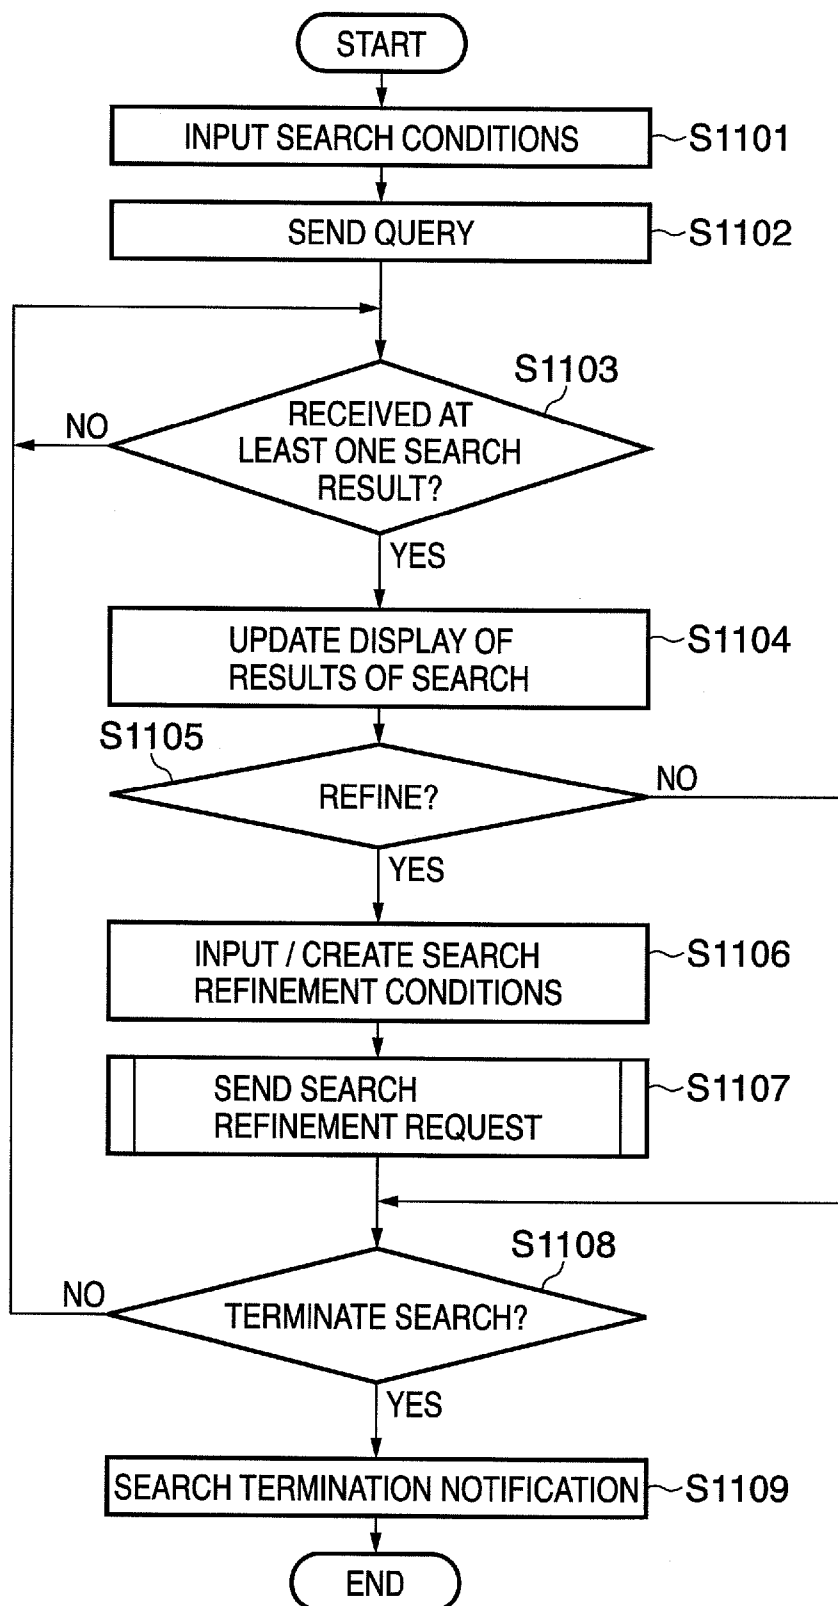 START
INPUT SEARCH CONDITIONS
S1101
SEND QUERY
S1102
S1103
RECEIVED AT
LEAST ONE SEARCH
RESULT?
NO
YES
UPDATE DISPLAY OF
RESULTS OF SEARCH
S1104
S1105
REFINE?
NO
YES
INPUT / CREATE SEARCH
REFINEMENT CONDITIONS
S1106
SEND SEARCH
REFINEMENT REQUEST
S1107
S1108
TERMINATE SEARCH?
NO
YES
SEARCH TERMINATION NOTIFICATION
S1109
END